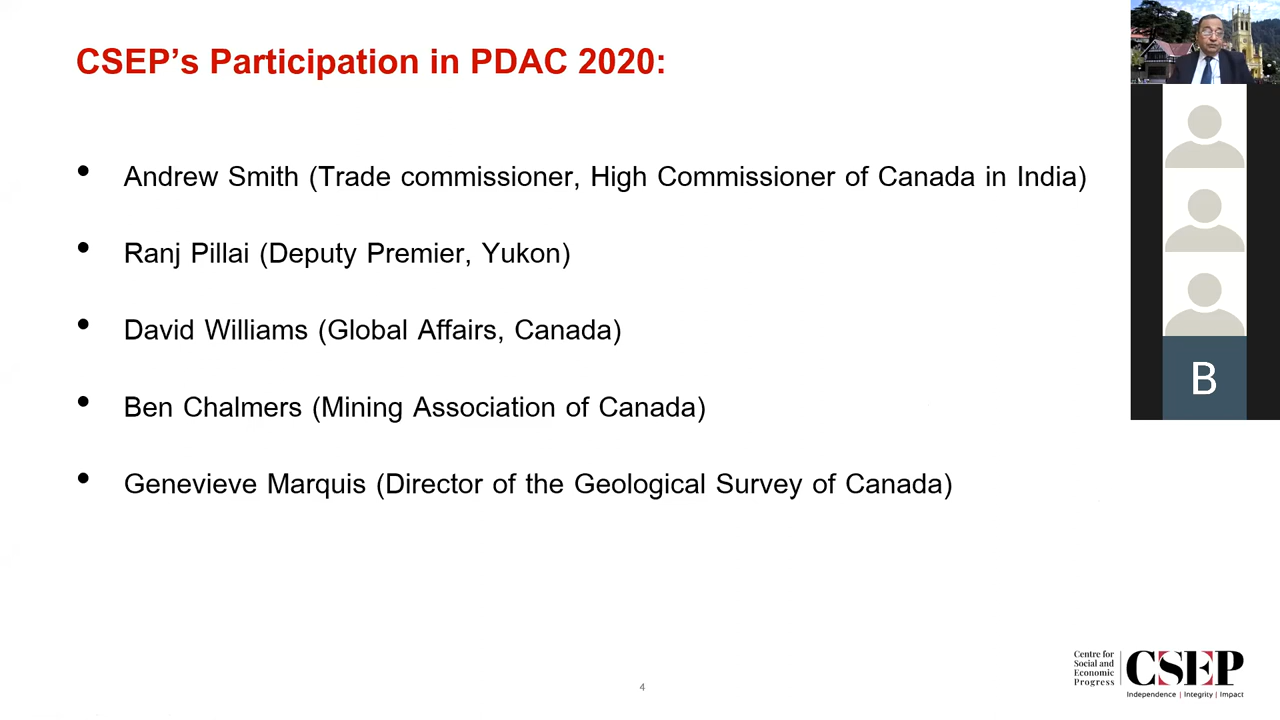 CSEP’s Participation in PDAC 2020:
• Andrew Smith (Trade commissioner, High Commissioner of Canada in India)
• Ranj Pillai (Deputy Premier, Yukon)
• David Williams (Global Affairs, Canada)
• Ben Chalmers (Mining Association of Canada)
• Genevieve Marquis (Director of the Geological Survey of Canada)
B
4
Centre for
Social and
Economic
Progress
CSEP
Independence | Integrity | Impact